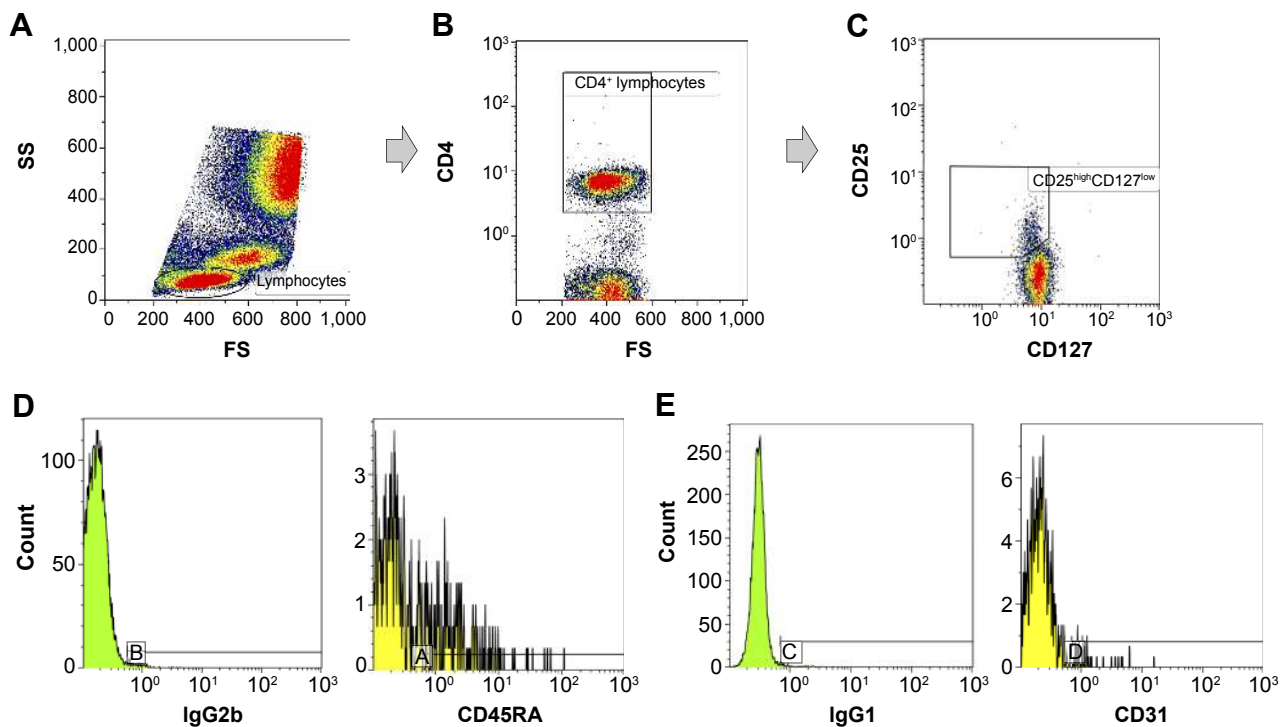 A
1,000
800
600
400
200
0
SS
0 200 400 600 800 1,000
FS
Lymphocytes
B
10³
10²
10¹
10⁰
CD4
0 200 400 600 800 1,000
FS
CD4⁺ lymphocytes
C
10³
10²
10¹
10⁰
CD25
10⁰ 10¹ 10² 10³
CD127
CD25ʰⁱᵍʰCD127ˡᵒʷ
D
100
50
0
Count
B
10⁰ 10¹ 10² 10³
IgG2b
3
2
1
0
A
10⁰ 10¹ 10² 10³
CD45RA
E
250
200
150
100
50
0
Count
C
10⁰ 10¹ 10² 10³
IgG1
6
4
2
0
D
10⁰ 10¹ 10² 10³
CD31